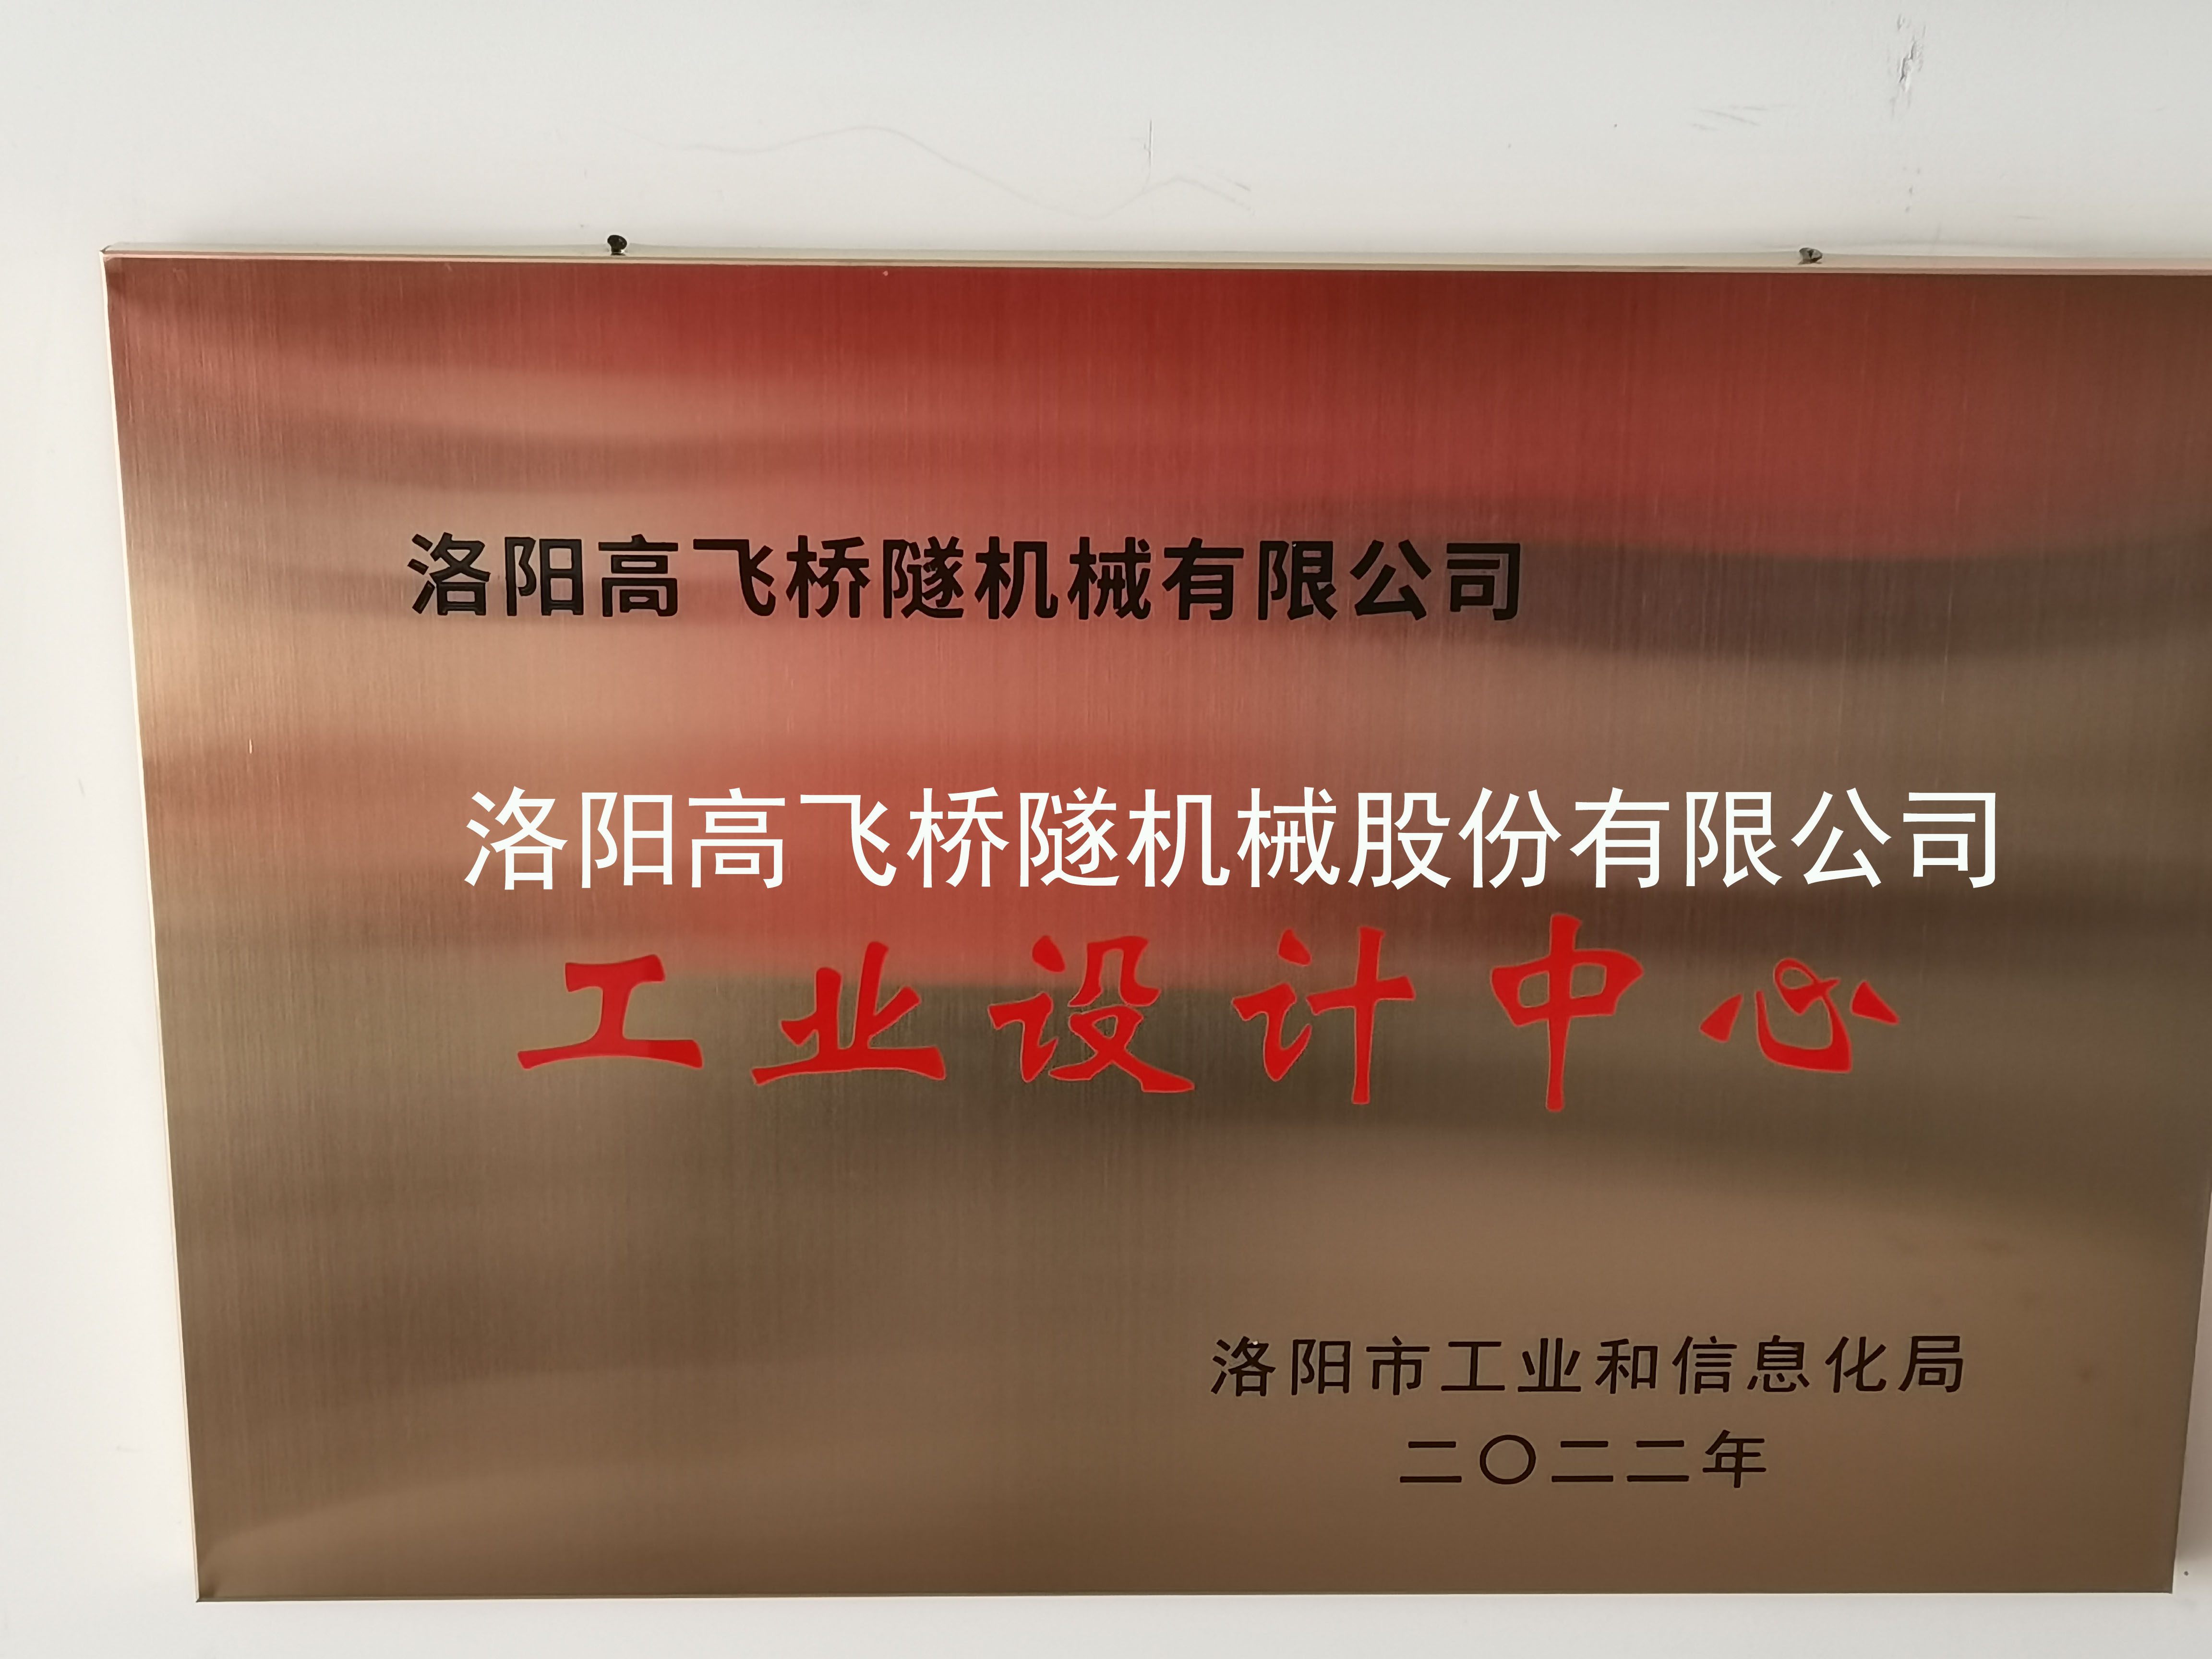 洛阳高飞桥隧机械有限公司
洛阳高飞桥隧机械股份有限公司
工业设计中心
洛阳市工业和信息化局
二〇二二年